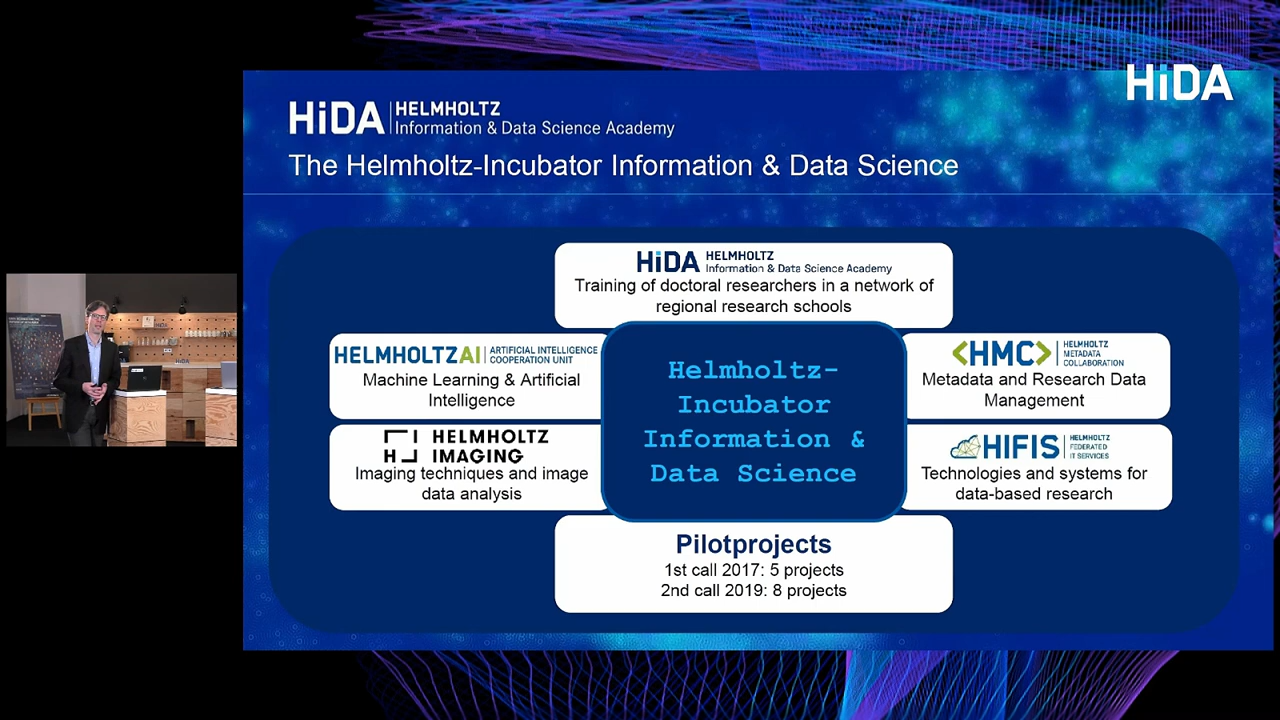 HiDA
HiDA HELMHOLTZ
Information & Data Science Academy
The Helmholtz-Incubator Information & Data Science
HiDA HELMHOLTZ
Information & Data Science Academy
Training of doctoral researchers in a network of
regional research schools
HELMHOLTZAI ARTIFICIAL INTELLIGENCE
COOPERATION UNIT
Machine Learning & Artificial
Intelligence
<HMC> HELMHOLTZ
METADATA
COLLABORATION
Metadata and Research Data
Management
Helmholtz-
Incubator
Information &
Data Science
HELMHOLTZ
IMAGING
Imaging techniques and image
data analysis
HIFIS HELMHOLTZ
FEDERATED
IT SERVICES
Technologies and systems for
data-based research
Pilotprojects
1st call 2017: 5 projects
2nd call 2019: 8 projects